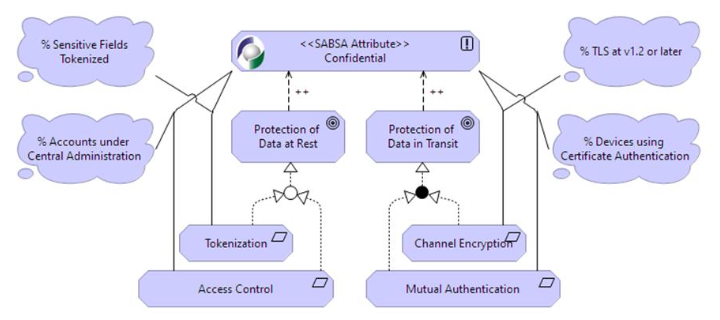 % Sensitive Fields
Tokenized
<<SABSA Attribute>>
Confidential
% TLS at v1.2 or later
++
++
% Accounts under
Central Administration
Protection of
Data at Rest
Protection of
Data in Transit
% Devices using
Certificate Authentication
Tokenization
Channel Encryption
Access Control
Mutual Authentication